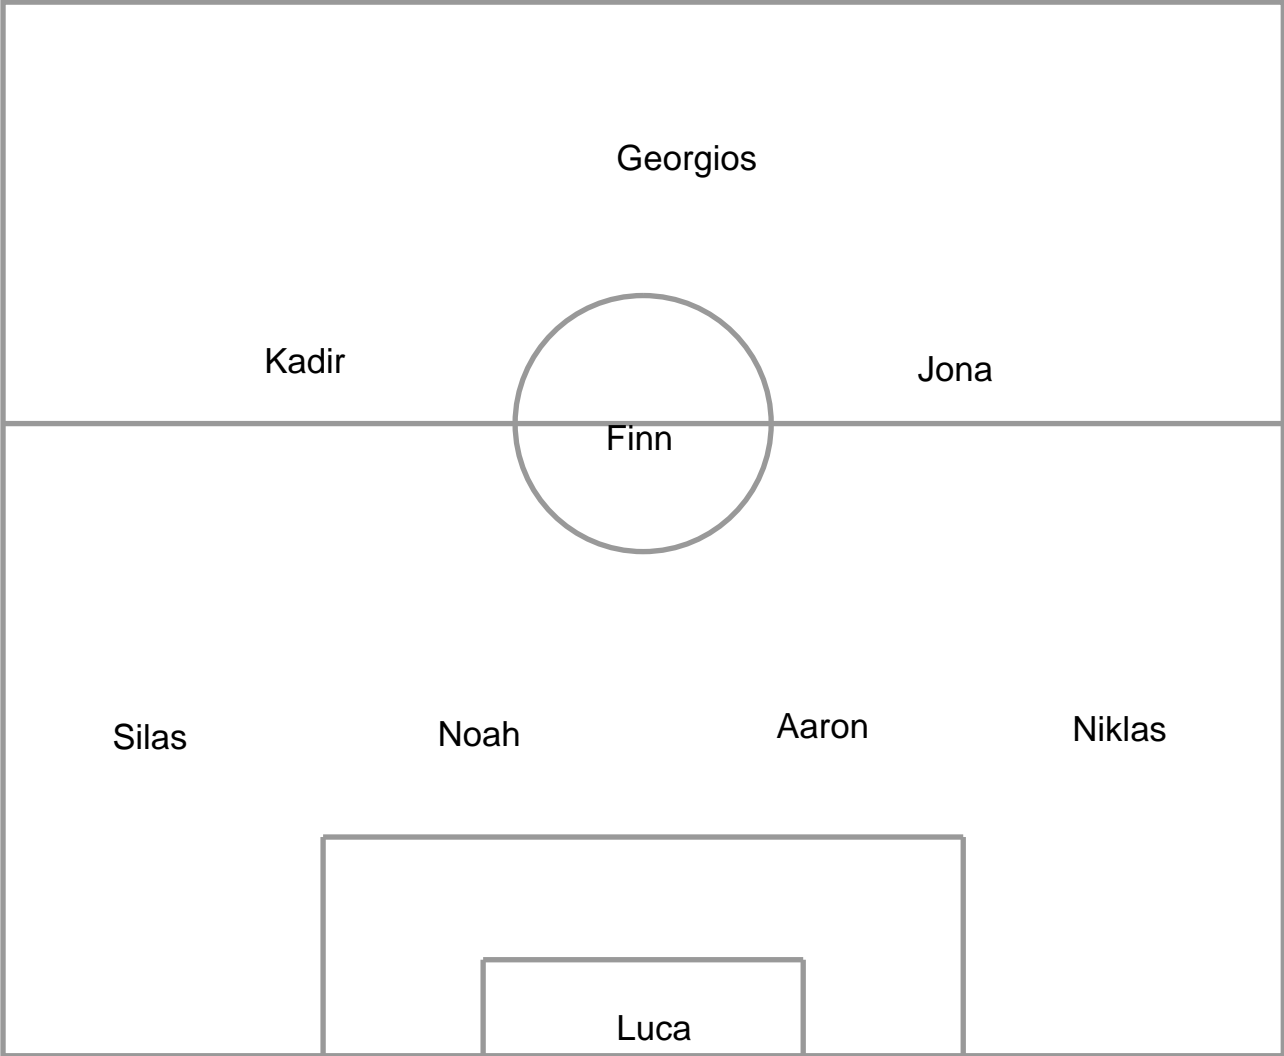 Georgios
Kadir
Jona
Finn
Silas
Noah
Aaron
Niklas
Luca